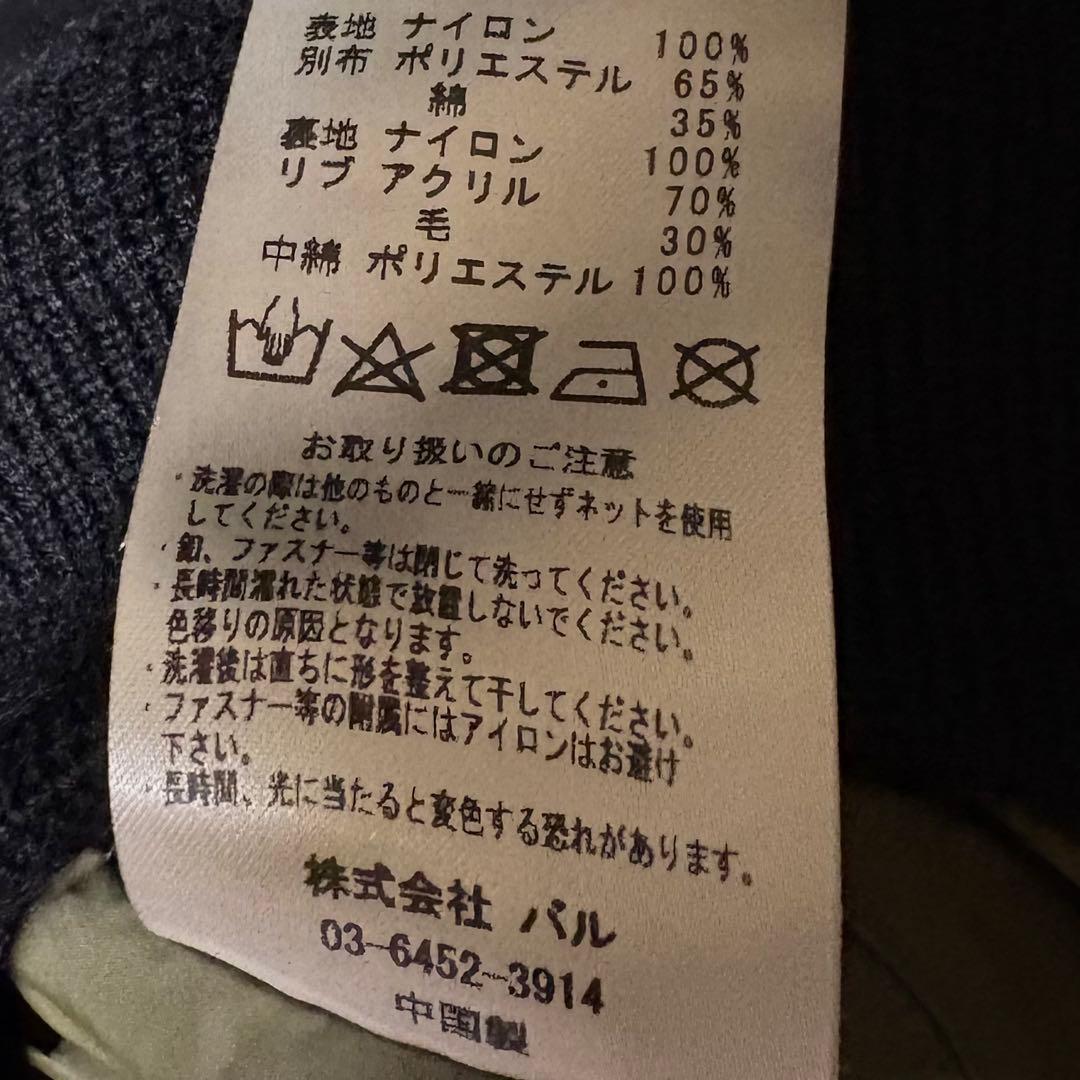 表地 ナイロン 100%
別布 ポリエステル 65%
綿 35%
裏地 ナイロン 100%
リブ アクリル 70%
毛 30%
中綿 ポリエステル 100%
お取り扱いのご注意
・洗濯の際は他のものと一緒にせずネットを使用
してください。
・釦、ファスナー等は閉じて洗ってください。
・長時間濡れた状態で放置しないでください。
色移りの原因となります。
・洗濯後は直ちに形を整えて干してください。
・ファスナー等の附属にはアイロンはお避け
下さい。
・長時間、光に当たると変色する恐れがあります。
株式会社 パル
03-6452-3914
中国製